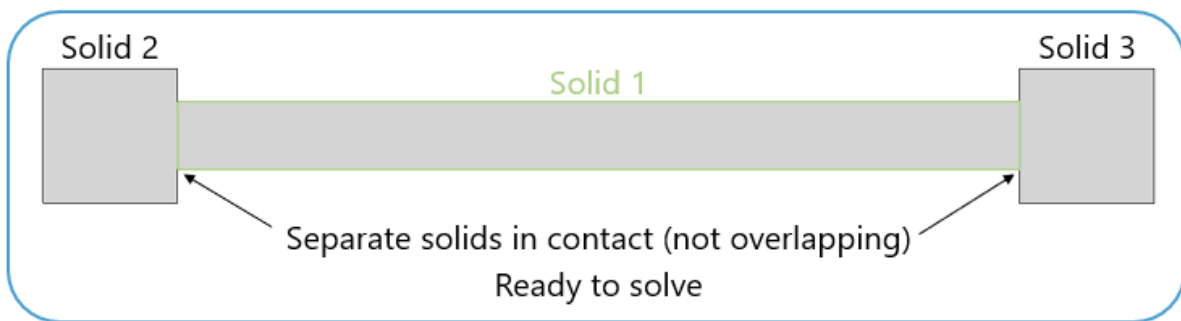 Solid 2
Solid 3
Solid 1
Separate solids in contact (not overlapping)
Ready to solve